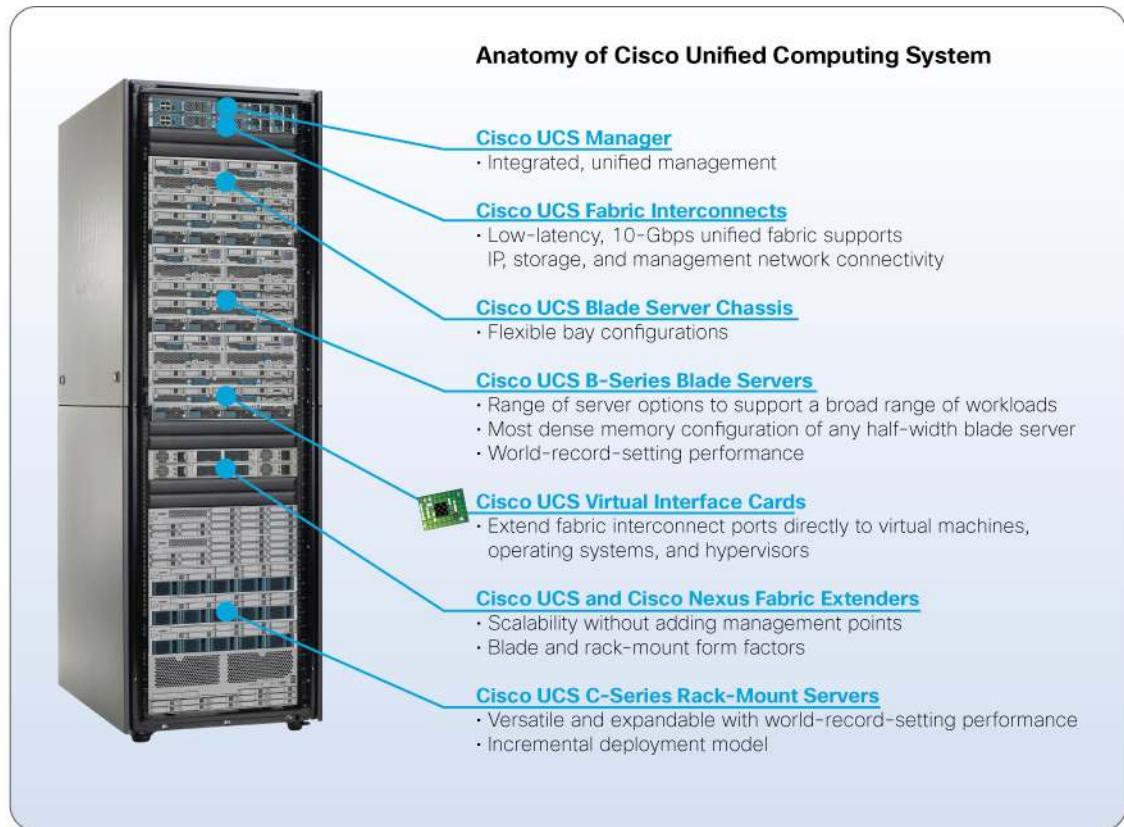 Anatomy of Cisco Unified Computing System
Cisco UCS Manager
· Integrated, unified management
Cisco UCS Fabric Interconnects
· Low-latency, 10-Gbps unified fabric supports
IP, storage, and management network connectivity
Cisco UCS Blade Server Chassis
· Flexible bay configurations
Cisco UCS B-Series Blade Servers
· Range of server options to support a broad range of workloads
· Most dense memory configuration of any half-width blade server
· World-record-setting performance
Cisco UCS Virtual Interface Cards
· Extend fabric interconnect ports directly to virtual machines,
operating systems, and hypervisors
Cisco UCS and Cisco Nexus Fabric Extenders
· Scalability without adding management points
· Blade and rack-mount form factors
Cisco UCS C-Series Rack-Mount Servers
· Versatile and expandable with world-record-setting performance
· Incremental deployment model